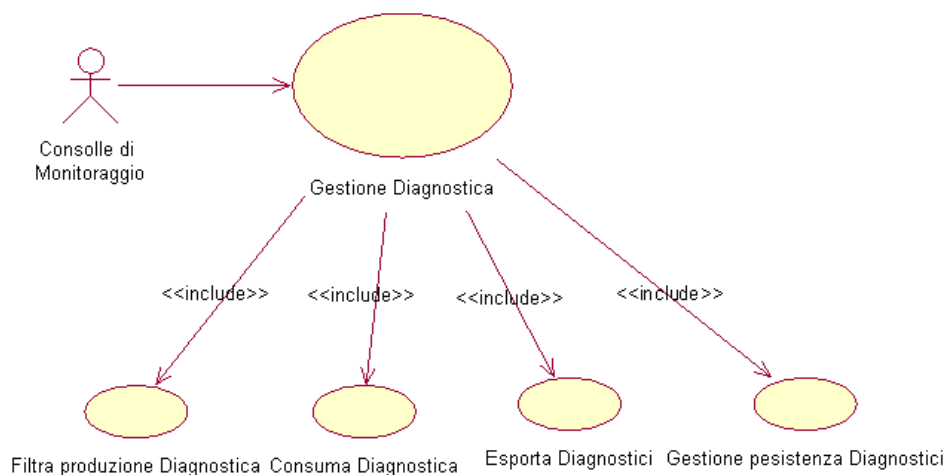 Consolle di
Monitoraggio
Gestione Diagnostica
<<include>>
<<include>>
<<include>>
<<include>>
Filtra produzione Diagnostica
Consuma Diagnostica
Esporta Diagnostici
Gestione pesistenza Diagnostici